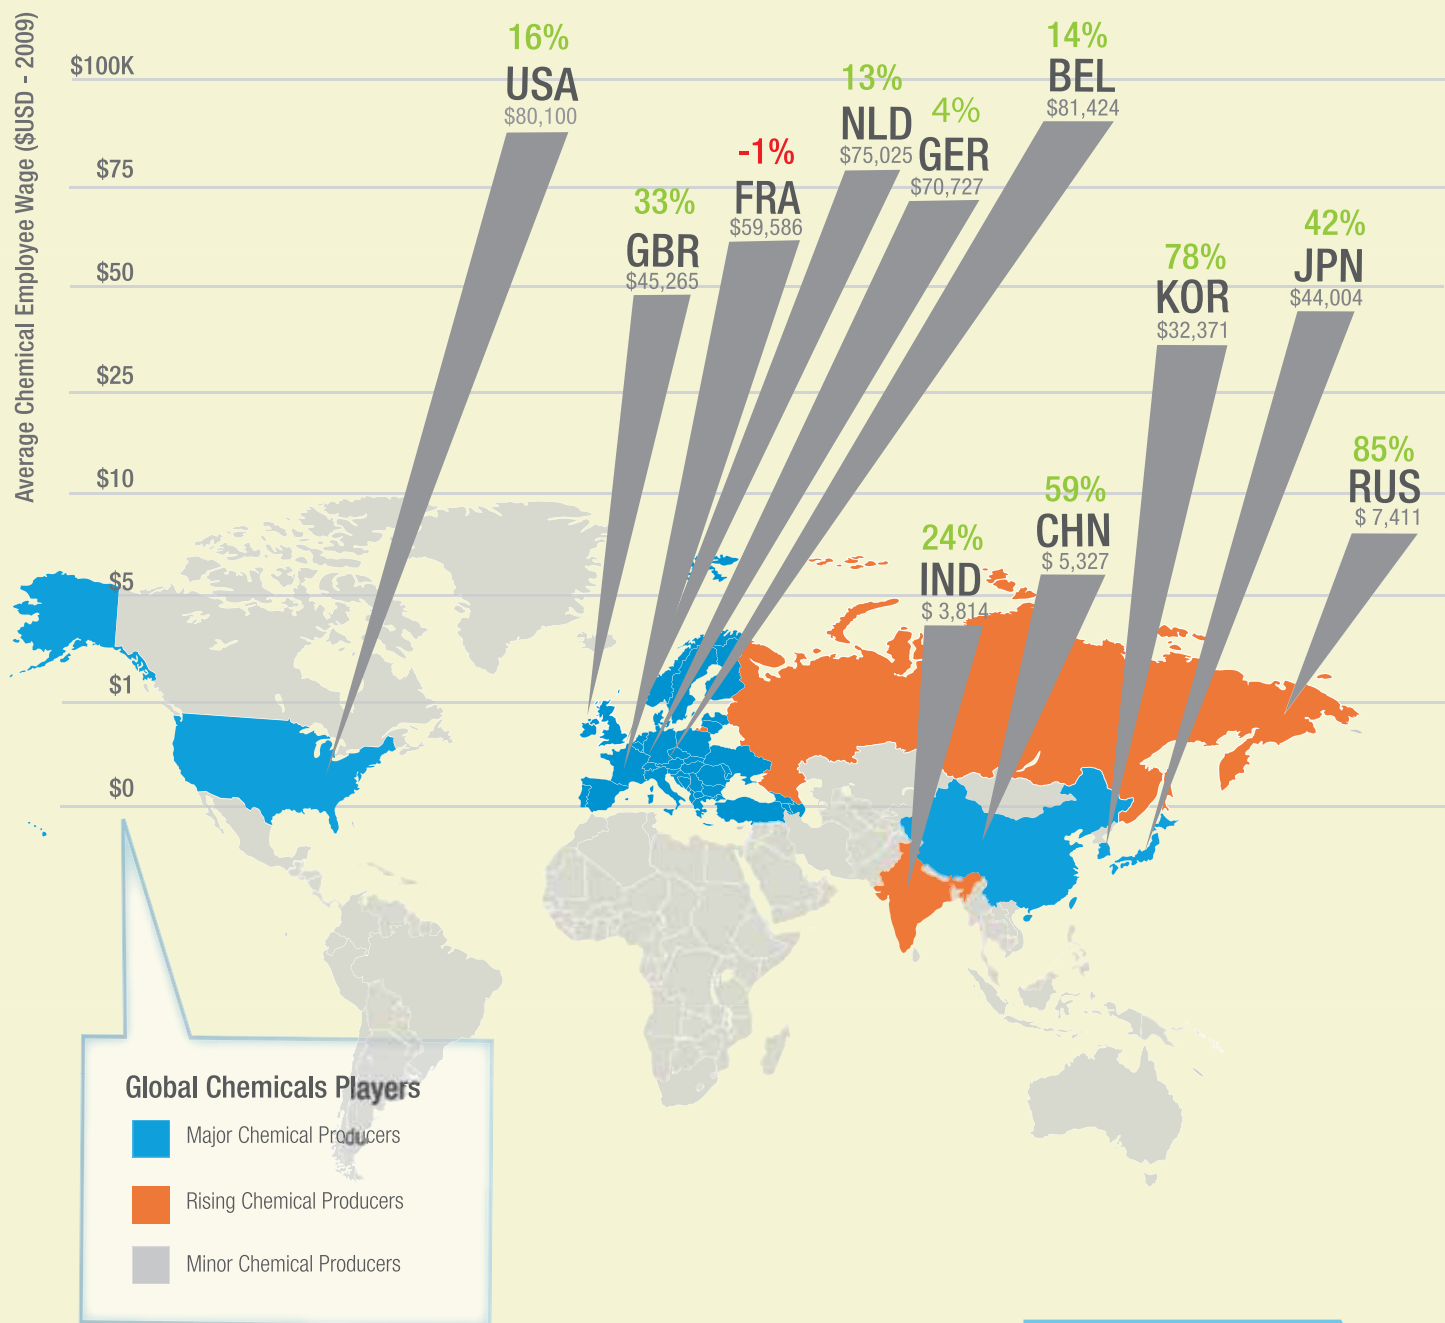 Average Chemical Employee Wage ($USD - 2009)
$100K
$75
$50
$25
$10
$5
$1
$0
16%
USA
$80,100
33%
GBR
$45,265
-1%
FRA
$59,586
13%
NLD
$75,025
4%
GER
$70,727
14%
BEL
$81,424
24%
IND
$ 3,814
59%
CHN
$ 5,327
78%
KOR
$32,371
42%
JPN
$44,004
85%
RUS
$ 7,411
Global Chemicals Players
Major Chemical Producers
Rising Chemical Producers
Minor Chemical Producers